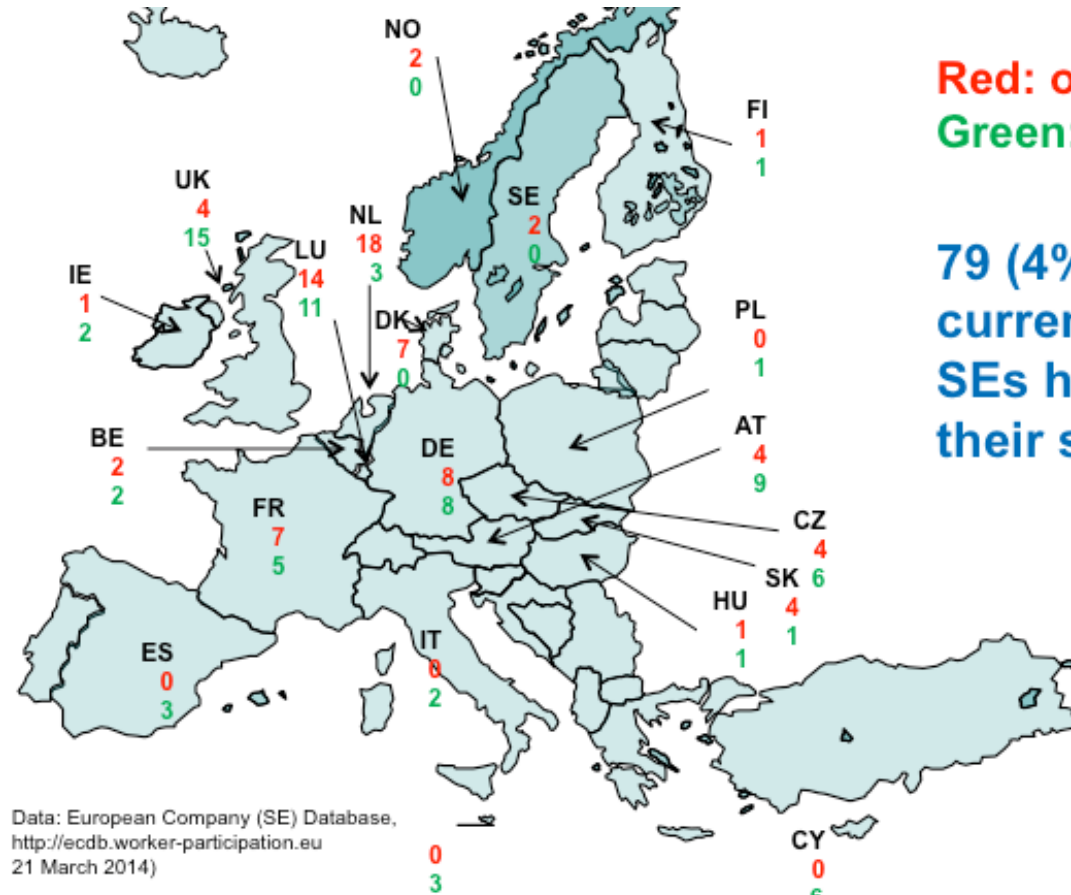 NO
2
0
FI
1
1
Red: o
Green:
UK
4
15
SE
2
0
NL
18
3
LU
14
11
IE
1
2
79 (4%
curren
SEs h
their s
DK
7
0
PL
0
1
BE
2
2
DE
8
8
AT
4
9
FR
7
5
CZ
4
6
SK
4
1
HU
1
1
ES
0
3
IT
0
2
Data: European Company (SE) Database,
http://ecdb.worker-participation.eu
21 March 2014)
0
3
CY
0
6